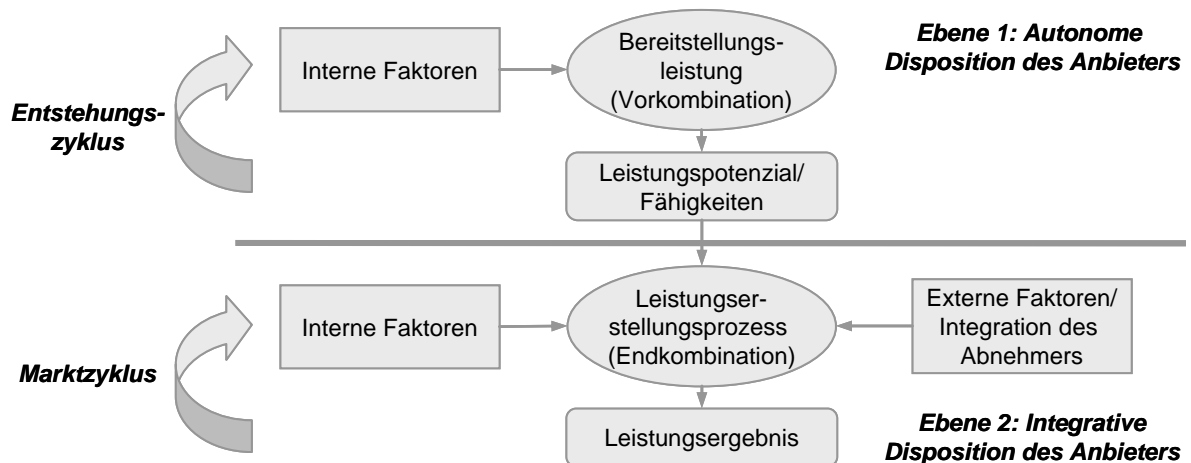 Ebene 1: Autonome
Disposition des Anbieters
Entstehungs-
zyklus
Interne Faktoren
Bereitstellungs-
leistung
(Vorkombination)
Leistungspotenzial/
Fähigkeiten
Marktzyklus
Interne Faktoren
Leistungser-
stellungsprozess
(Endkombination)
Externe Faktoren/
Integration des
Abnehmers
Leistungsergebnis
Ebene 2: Integrative
Disposition des Anbieters